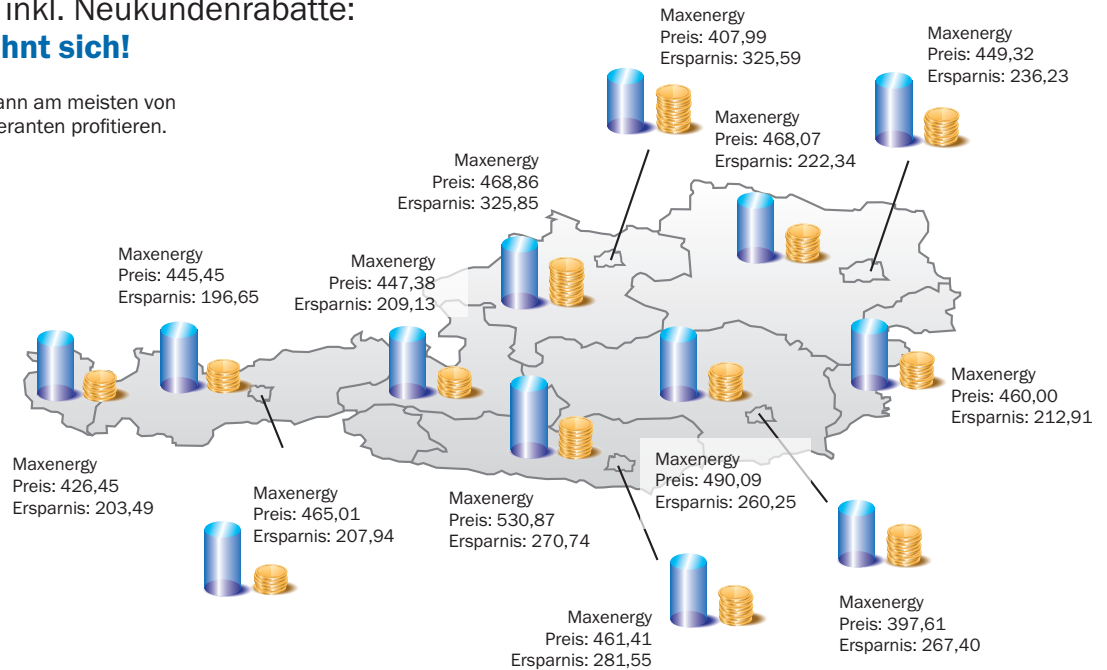 inkl. Neukundenrabatte:
hnt sich!
ann am meisten von
eranten profitieren.
Maxenergy
Preis: 407,99
Ersparnis: 325,59
Maxenergy
Preis: 449,32
Ersparnis: 236,23
Maxenergy
Preis: 468,07
Ersparnis: 222,34
Maxenergy
Preis: 468,86
Ersparnis: 325,85
Maxenergy
Preis: 445,45
Ersparnis: 196,65
Maxenergy
Preis: 447,38
Ersparnis: 209,13
Maxenergy
Preis: 460,00
Ersparnis: 212,91
Maxenergy
Preis: 426,45
Ersparnis: 203,49
Maxenergy
Preis: 465,01
Ersparnis: 207,94
Maxenergy
Preis: 530,87
Ersparnis: 270,74
Maxenergy
Preis: 490,09
Ersparnis: 260,25
Maxenergy
Preis: 461,41
Ersparnis: 281,55
Maxenergy
Preis: 397,61
Ersparnis: 267,40